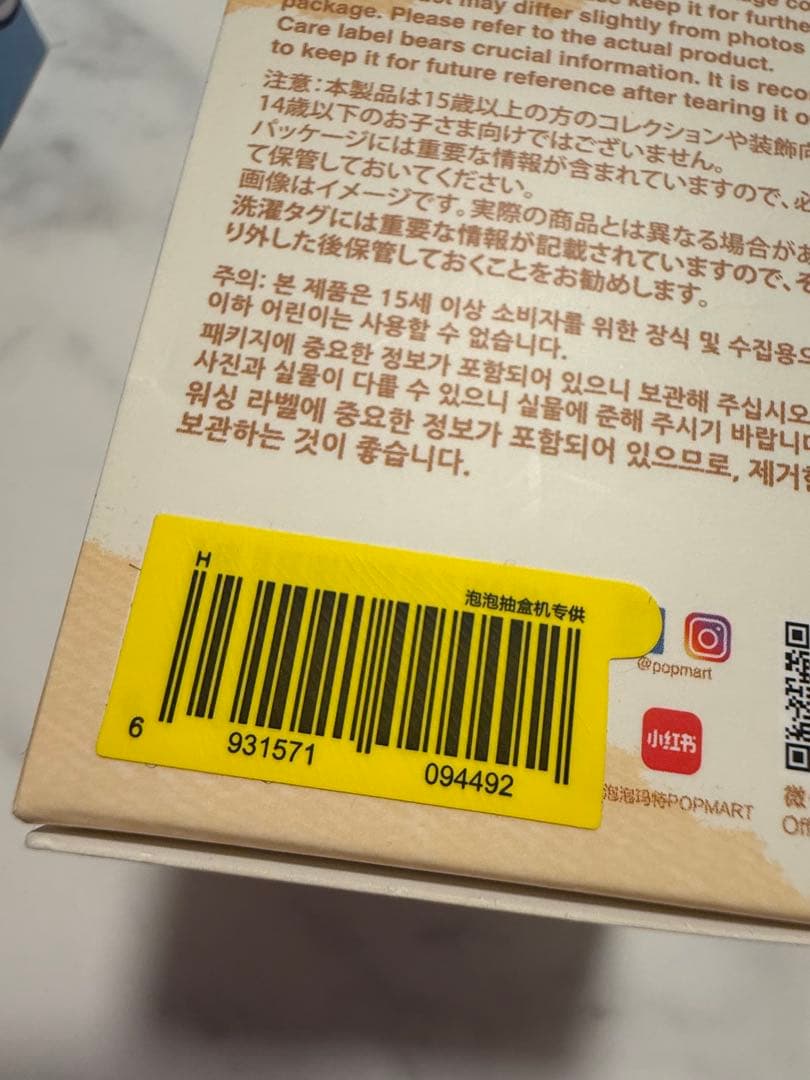 keep it for furthe
may differ slightly from photos
package. Please refer to the actual product.
Care label bears crucial information. It is reco
to keep it for future reference after tearing it o
注意：本製品は15歳以上の方のコレクションや装飾向
14歳以下のお子さま向けではございません。
パッケージには重要な情報が含まれていますので、必
て保管しておいてください。
画像はイメージです。実際の商品とは異なる場合があ
洗濯タグには重要な情報が記載されていますので、そ
り外した後保管しておくことをお勧めします。
주의: 본 제품은 15세 이상 소비자를 위한 장식 및 수집용으
이하 어린이는 사용할 수 없습니다.
패키지에 중요한 정보가 포함되어 있으니 보관해 주십시오
사진과 실물이 다를 수 있으니 실물에 준해 주시기 바랍니다
워싱 라벨에 중요한 정보가 포함되어 있으므로, 제거한
보관하는 것이 좋습니다.
H
泡泡抽盒机专供
6 931571 094492
@popmart
小红书
泡泡玛特POPMART
微
Off